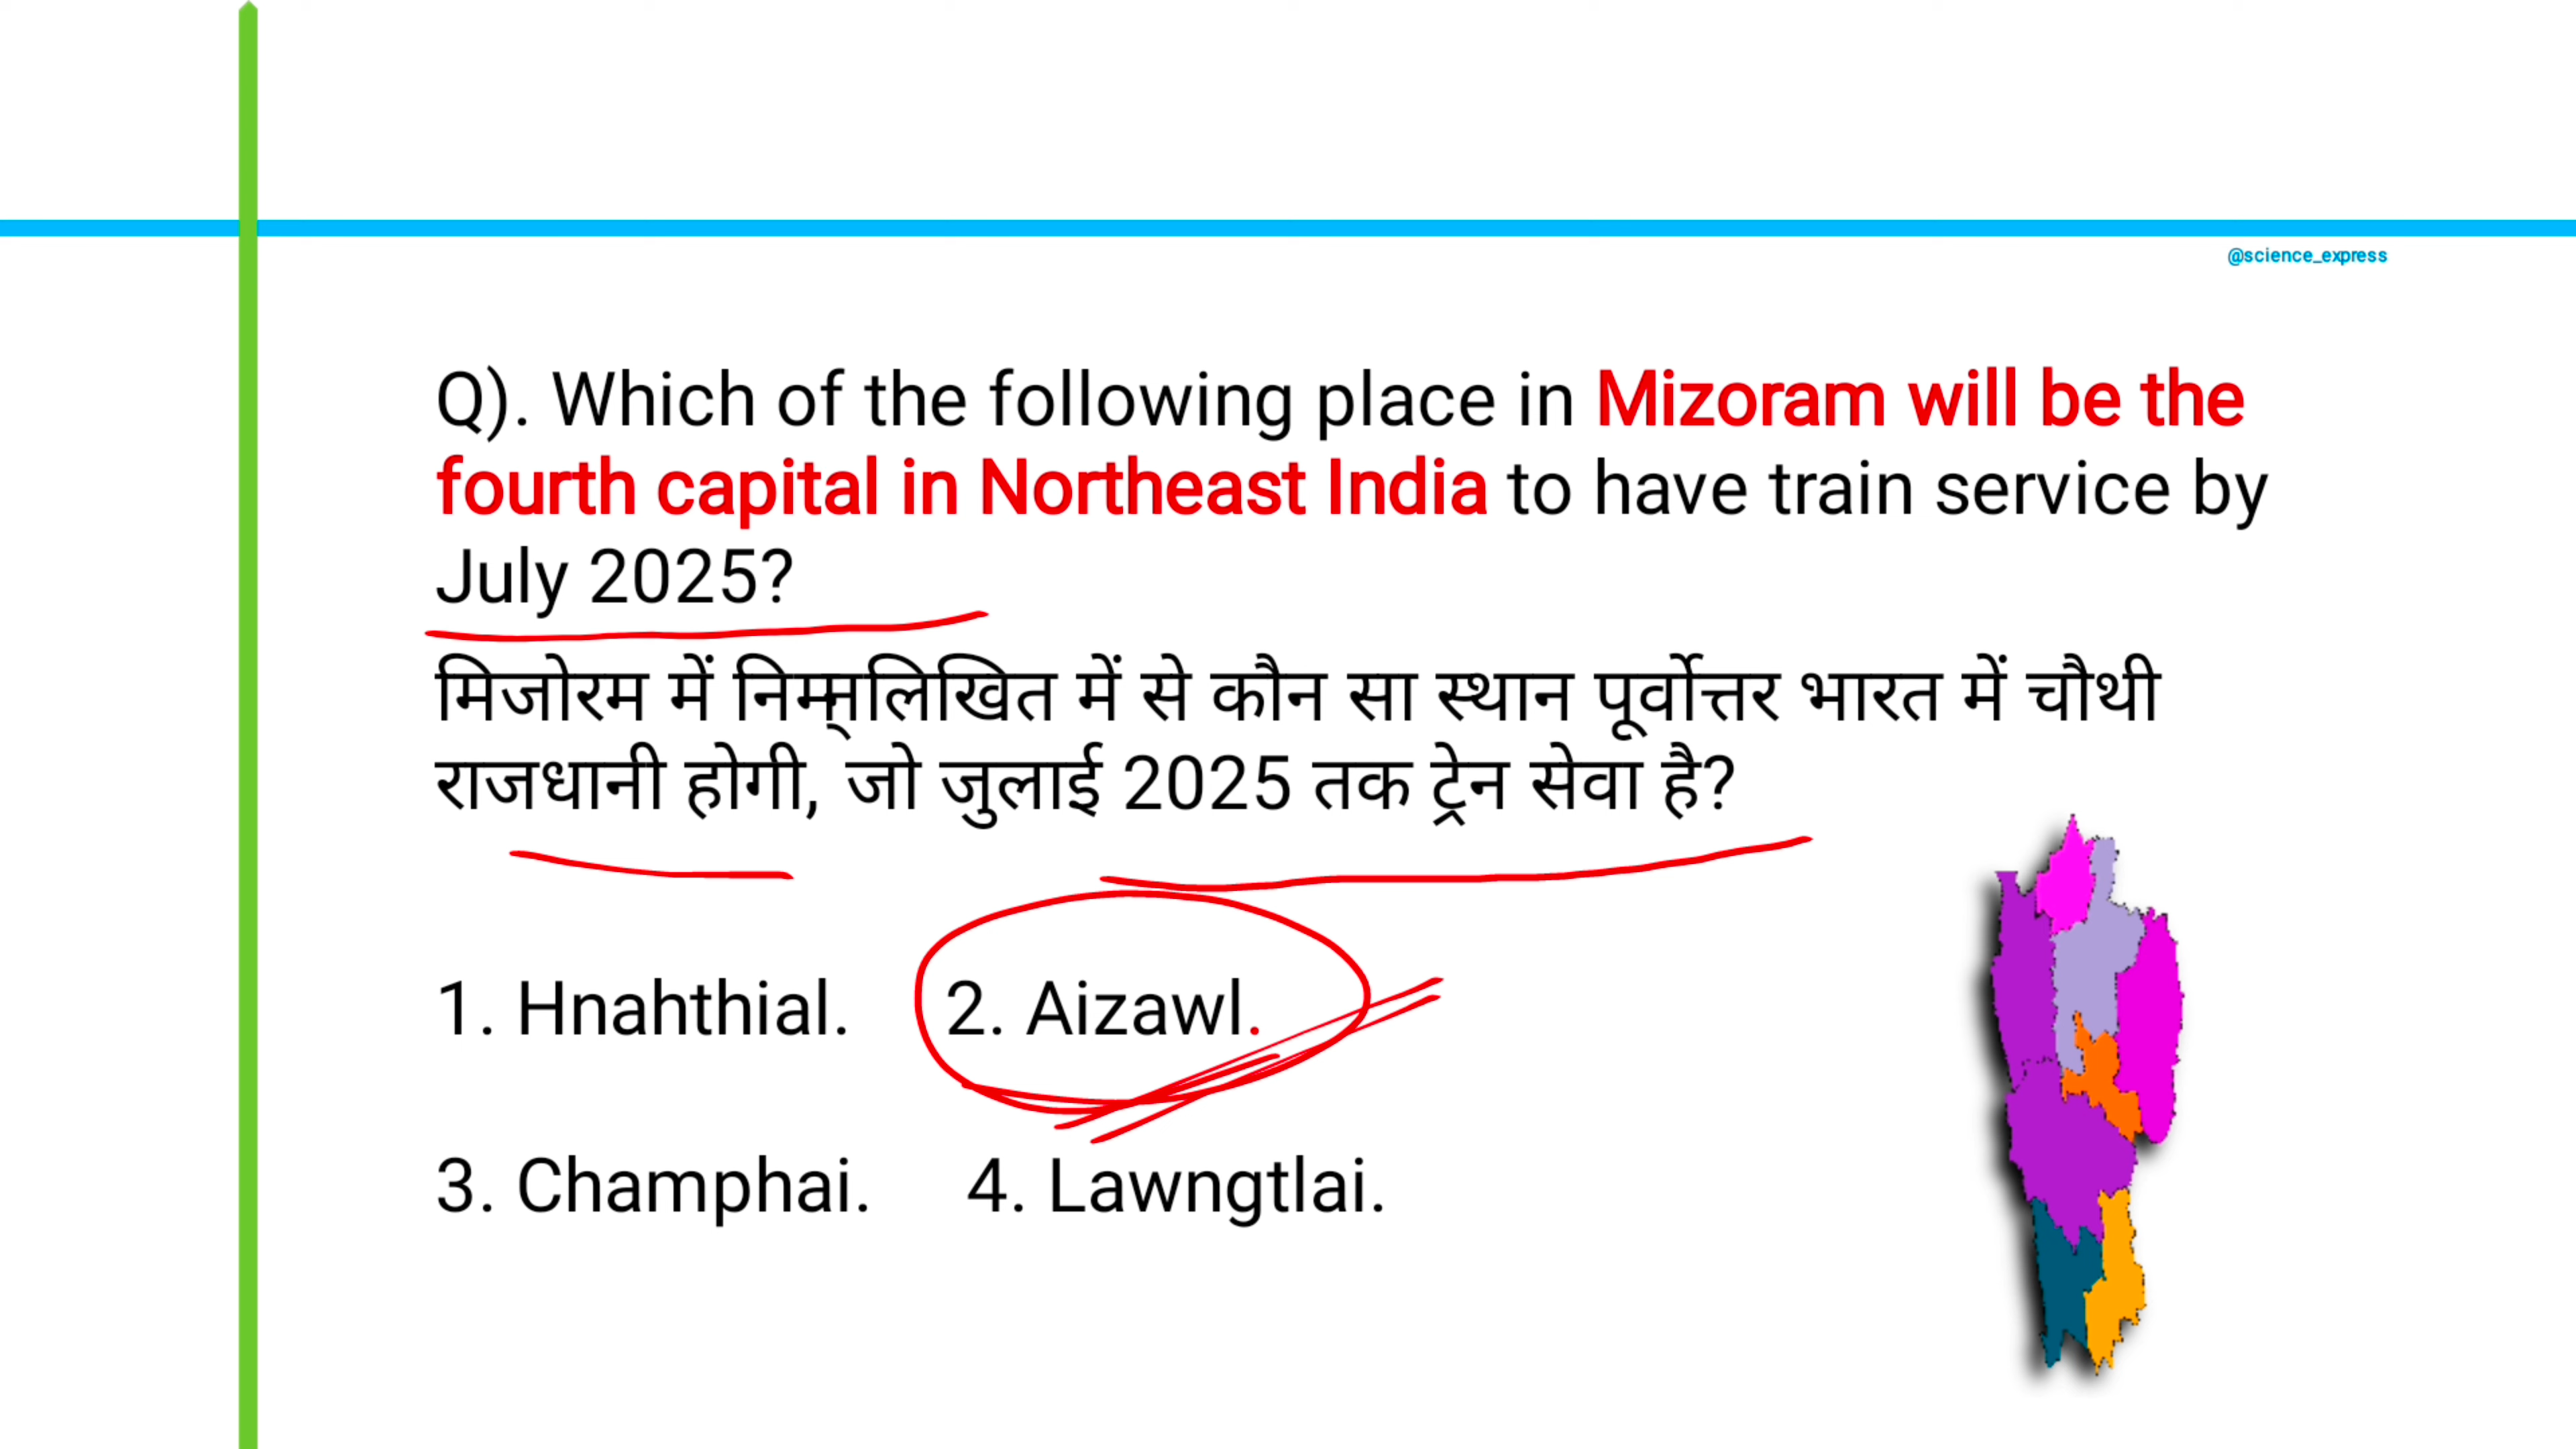 @science_express
Q). Which of the following place in Mizoram will be the
fourth capital in Northeast India to have train service by
July 2025?
मिजोरम में निम्म्नलिखित में से कौन सा स्थान पूर्वोत्तर भारत में चौथी
राजधानी होगी, जो जुलाई 2025 तक ट्रेन सेवा है?
1. Hnahthial. 2. Aizawl.
3. Champhai. 4. Lawngtlai.